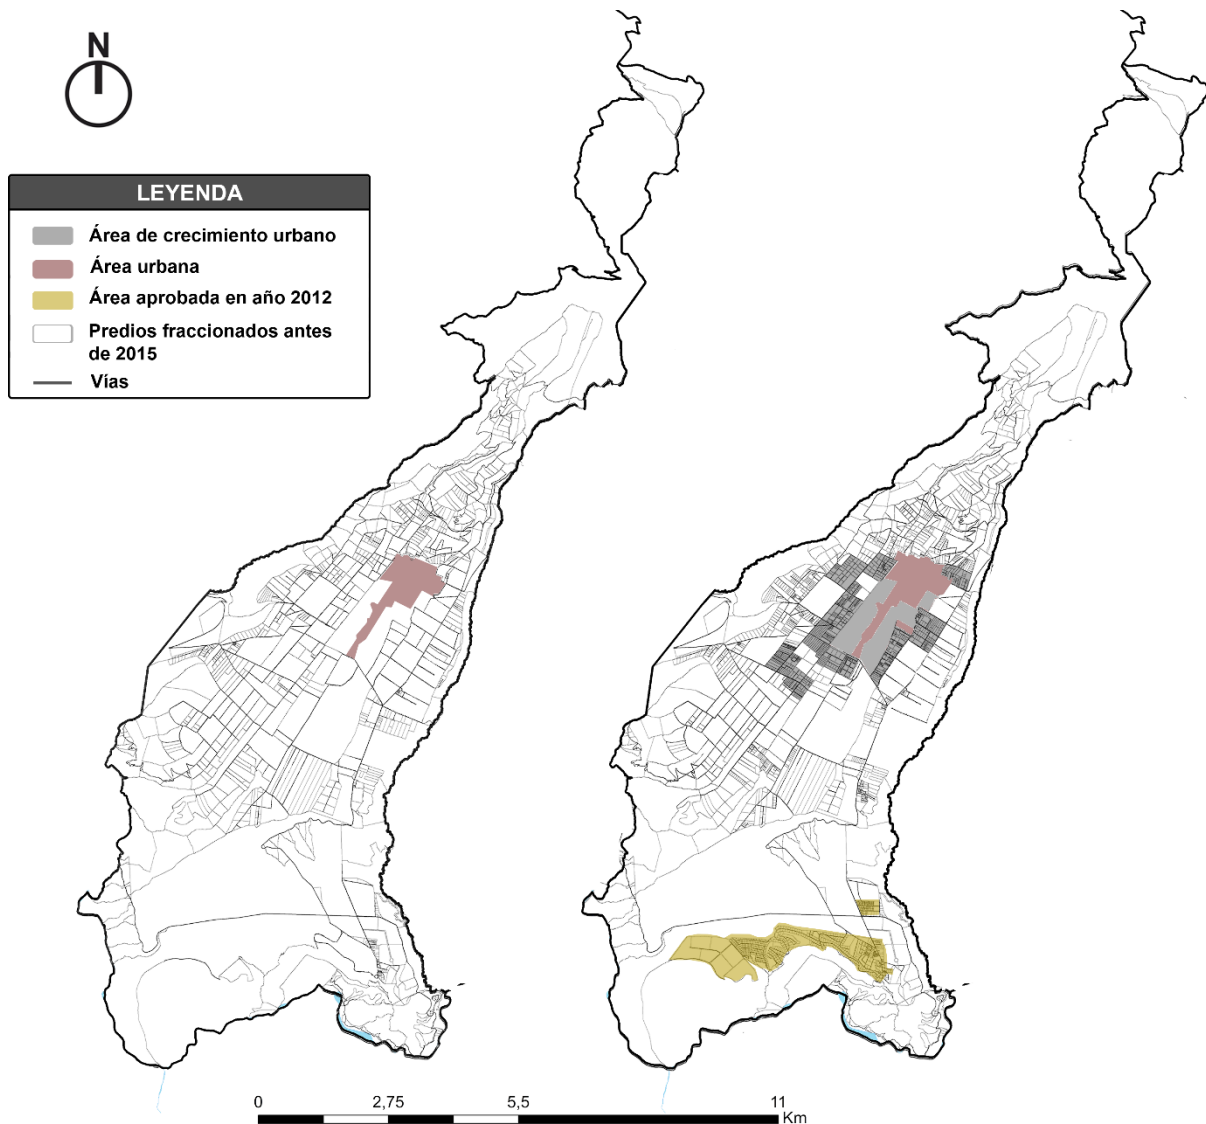 N
LEYENDA
Área de crecimiento urbano
Área urbana
Área aprobada en año 2012
Predios fraccionados antes
de 2015
Vías
0 2,75 5,5 11
Km